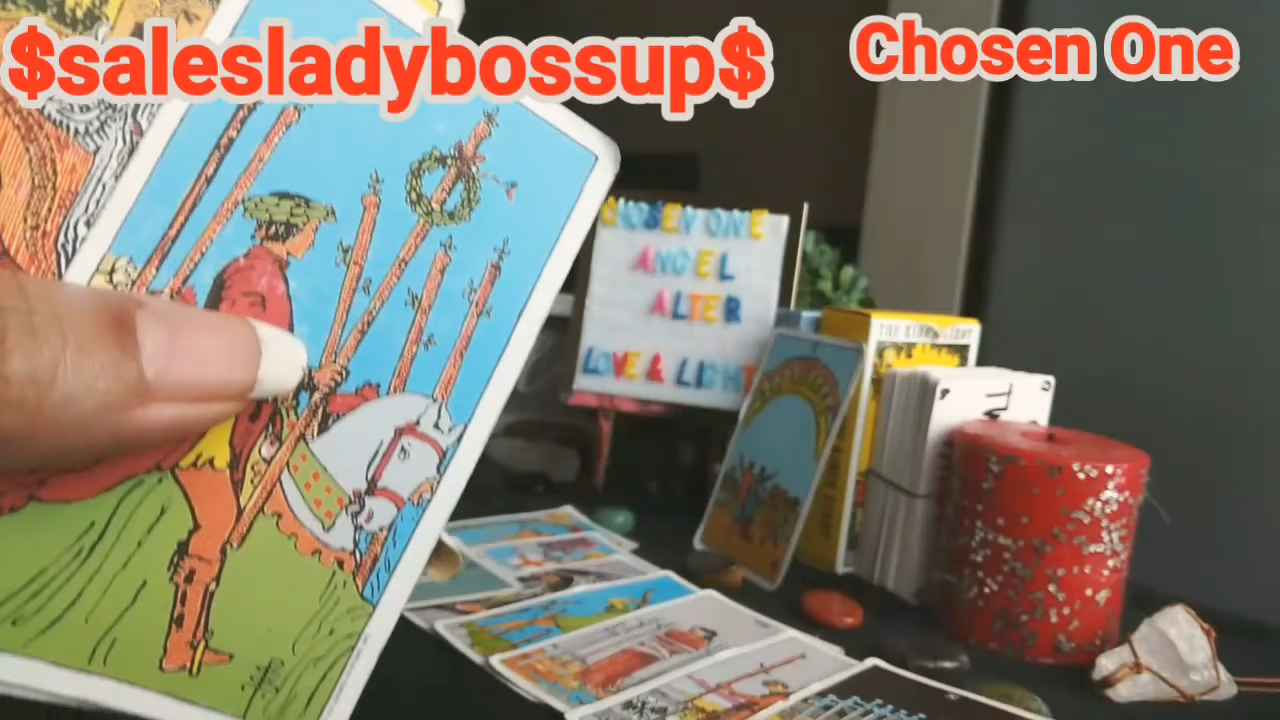 $salesladybossup$
Chosen One
CHOSEN ONE
ANGEL
ALTER
LOVE & LIGHT